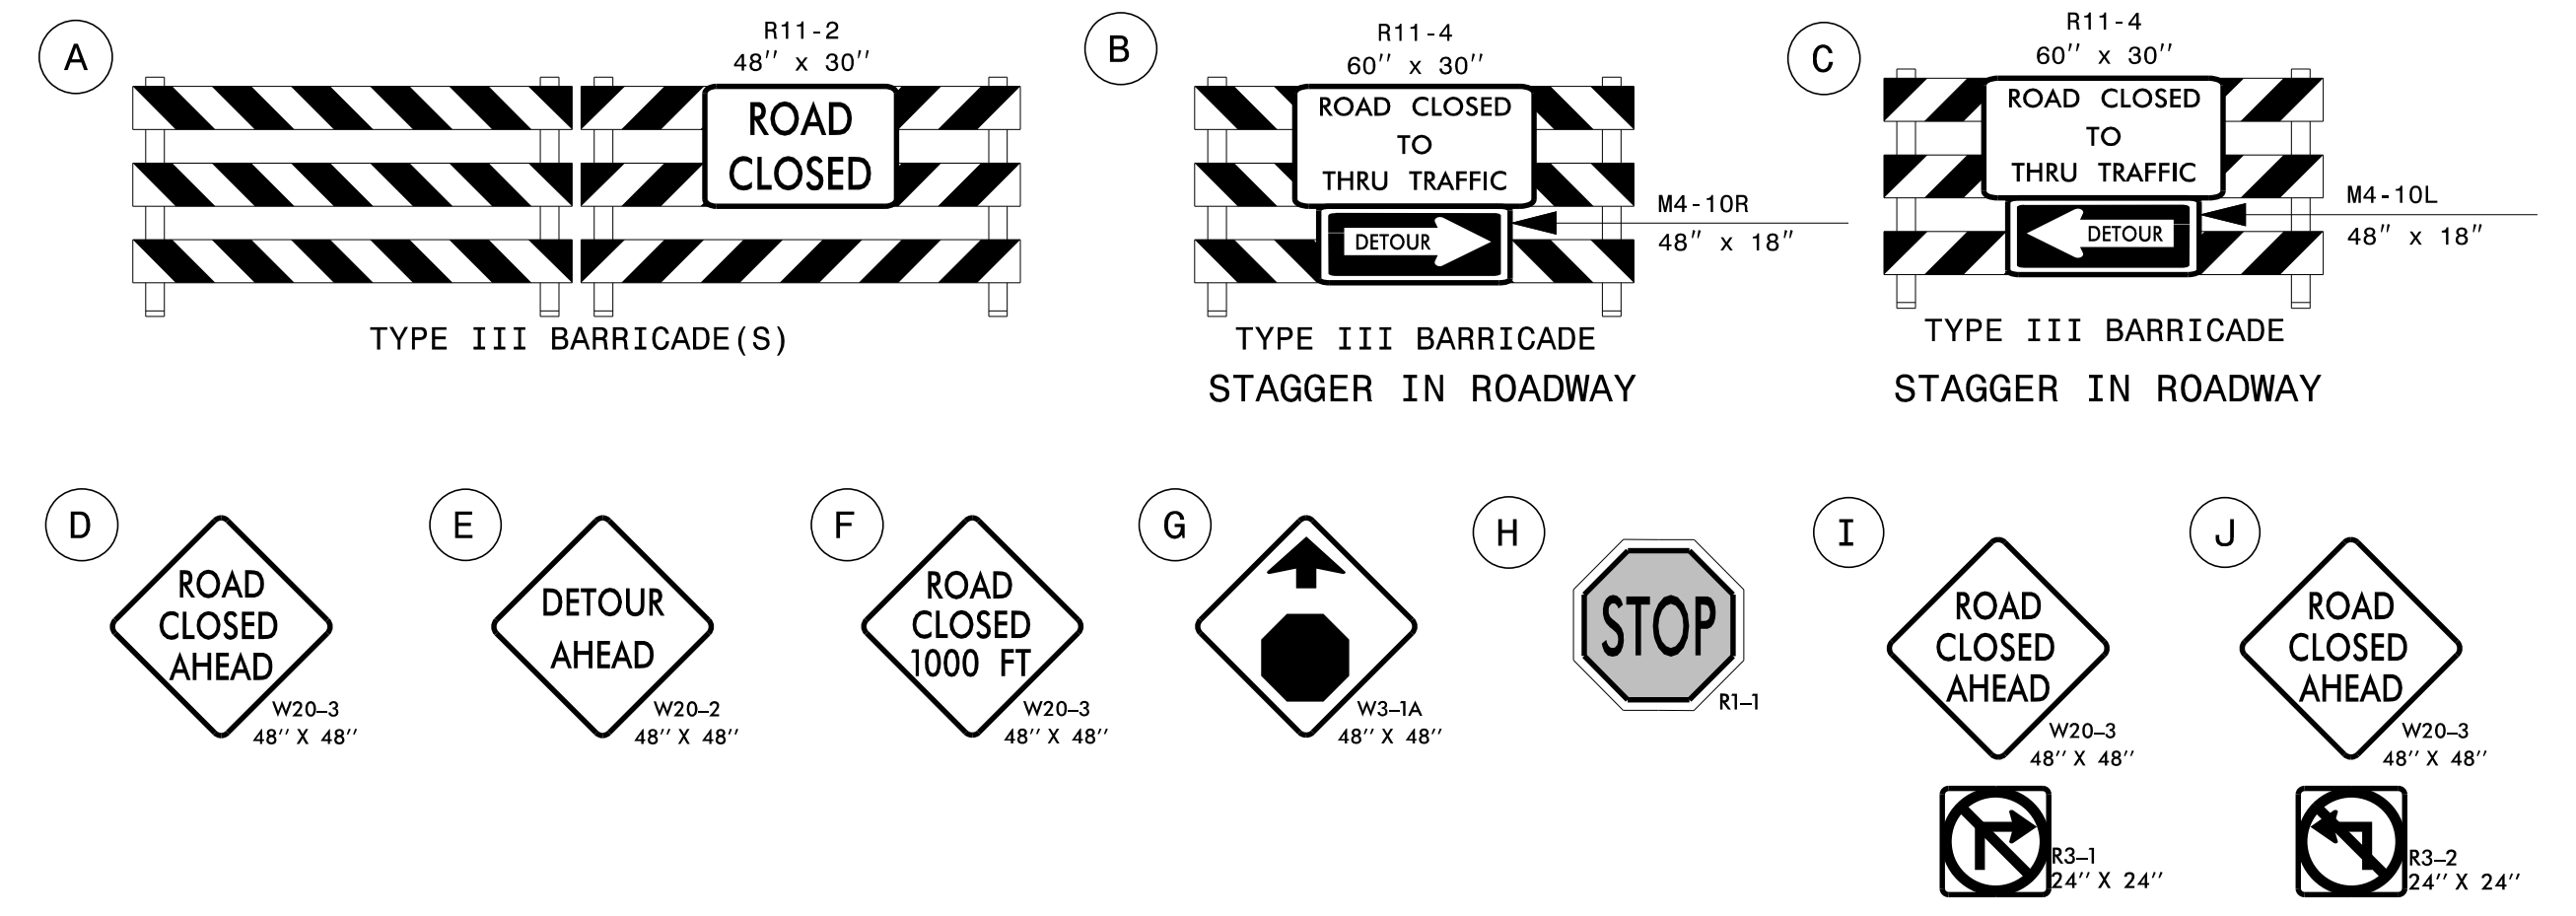 A
R11-2
48" x 30"
ROAD
CLOSED
TYPE III BARRICADE(S)
B
R11-4
60" x 30"
ROAD CLOSED
TO
THRU TRAFFIC
DETOUR
M4-10R
48" x 18"
TYPE III BARRICADE
STAGGER IN ROADWAY
C
R11-4
60" x 30"
ROAD CLOSED
TO
THRU TRAFFIC
DETOUR
M4-10L
48" x 18"
TYPE III BARRICADE
STAGGER IN ROADWAY
D
ROAD
CLOSED
AHEAD
W20-3
48" X 48"
E
DETOUR
AHEAD
W20-2
48" X 48"
F
ROAD
CLOSED
1000 FT
W20-3
48" X 48"
G
W3-1A
48" X 48"
H
STOP
R1-1
I
ROAD
CLOSED
AHEAD
W20-3
48" X 48"
R3-1
24" X 24"
J
ROAD
CLOSED
AHEAD
W20-3
48" X 48"
R3-2
24" X 24"